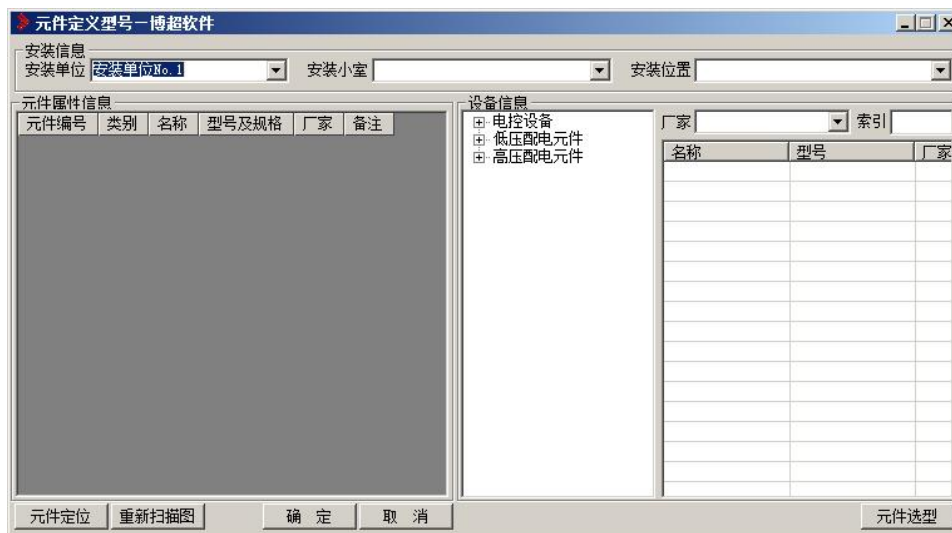 元件定义型号－博超软件
安装信息
安装单位 安装单位No.1 安装小室 安装位置
元件属性信息 设备信息
元件编号 类别 名称 型号及规格 厂家 备注
电控设备
低压配电元件
高压配电元件
厂家 索引
名称 型号 厂家
元件定位 重新扫描图 确 定 取 消 元件选型